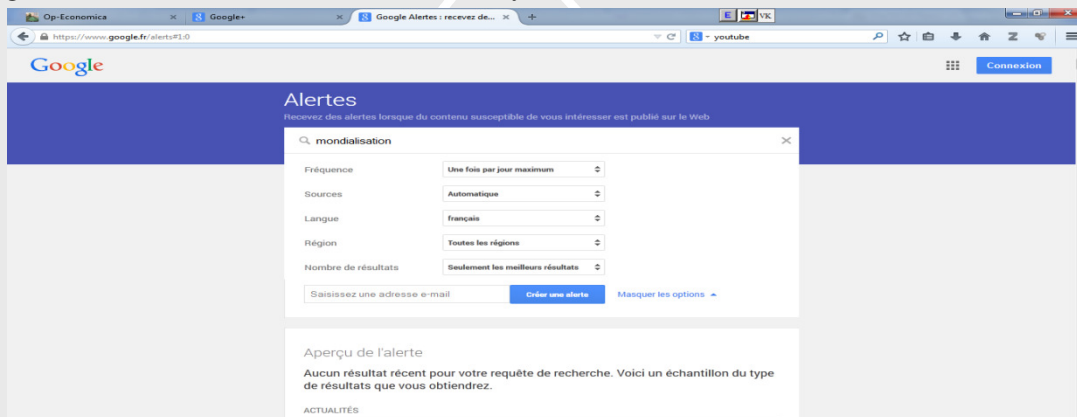 Op-Economica × Google+ × Google Alertes : recevez de... × + E VK
https://www.google.fr/alerts#1:0 8 - youtube
Google Connexion
Alertes
Recevez des alertes lorsque du contenu susceptible de vous intéresser est publié sur le Web
mondialisation
Fréquence Une fois par jour maximum
Sources Automatique
Langue français
Région Toutes les régions
Nombre de résultats Seulement les meilleurs résultats
Saisissez une adresse e-mail Créer une alerte Masquer les options
Aperçu de l'alerte
Aucun résultat récent pour votre requête de recherche. Voici un échantillon du type
de résultats que vous obtiendrez.
ACTUALITÉS